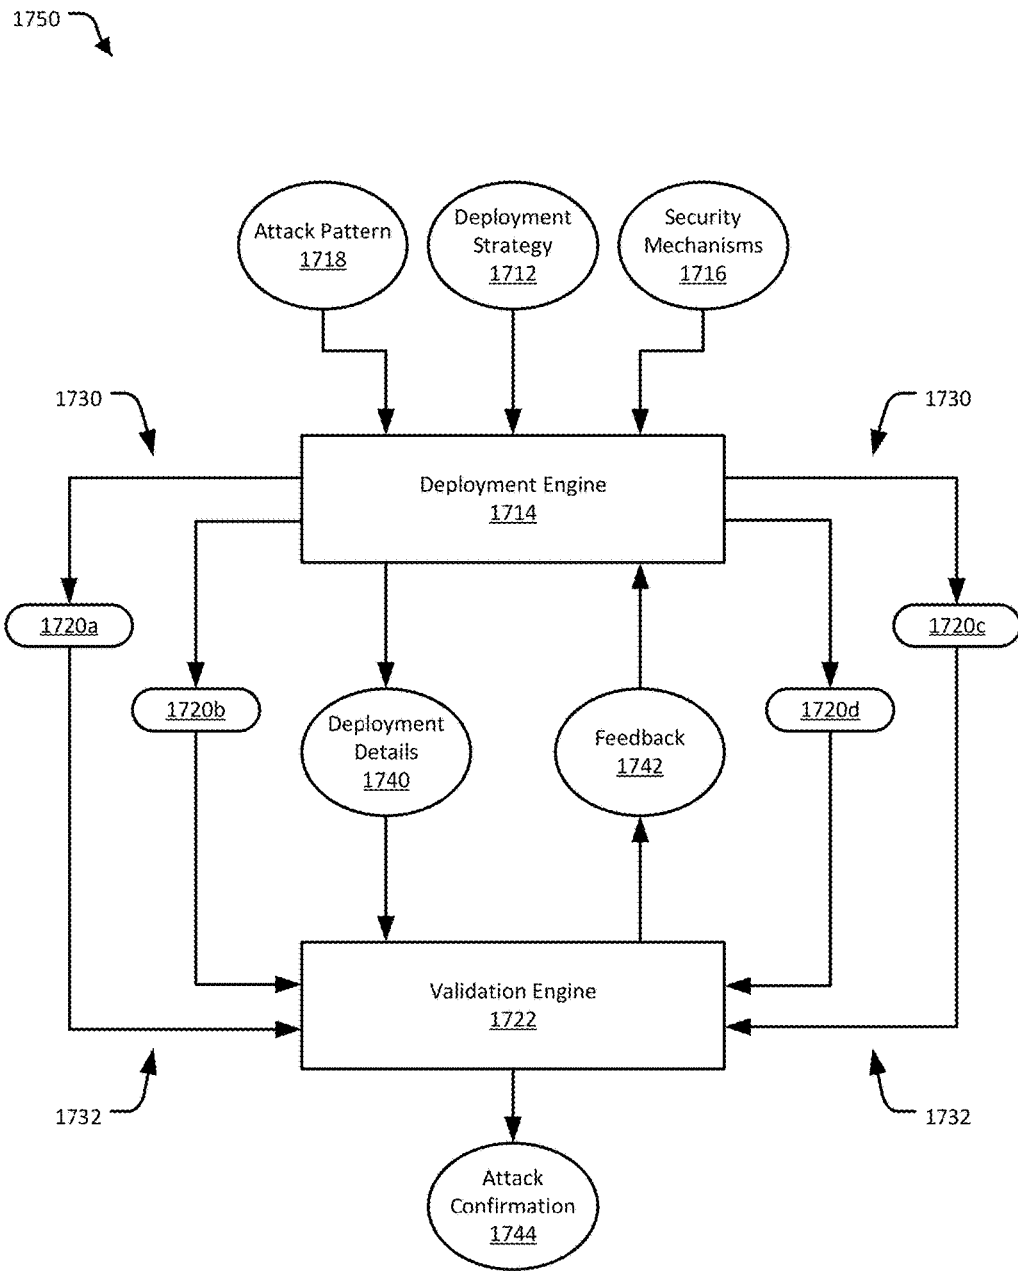 1750
Attack Pattern
1718
Deployment
Strategy
1712
Security
Mechanisms
1716
1730
1730
Deployment Engine
1714
1720a
1720c
1720b
1720d
Deployment
Details
1740
Feedback
1742
Validation Engine
1722
1732
1732
Attack
Confirmation
1744